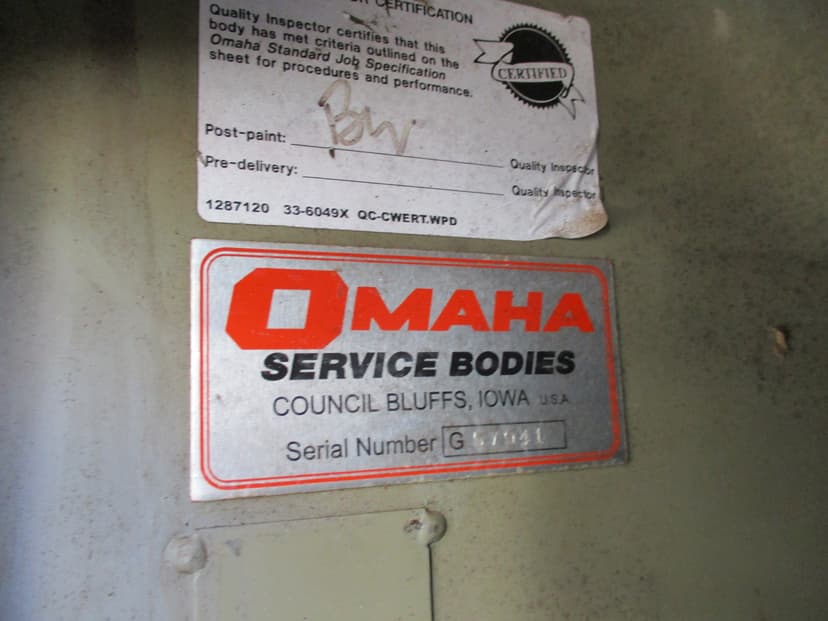 CERTIFICATION
Quality Inspector certifies that this
body has met criteria outlined on the
Omaha Standard Job Specification
sheet for procedures and performance.
CERTIFIED
BW
Post-paint:
Quality Inspector
Pre-delivery:
Quality Inspector
1287120 33-6049X QC-CWERT.WPD
OMAHA
SERVICE BODIES
COUNCIL BLUFFS, IOWA U.S.A.
Serial Number G